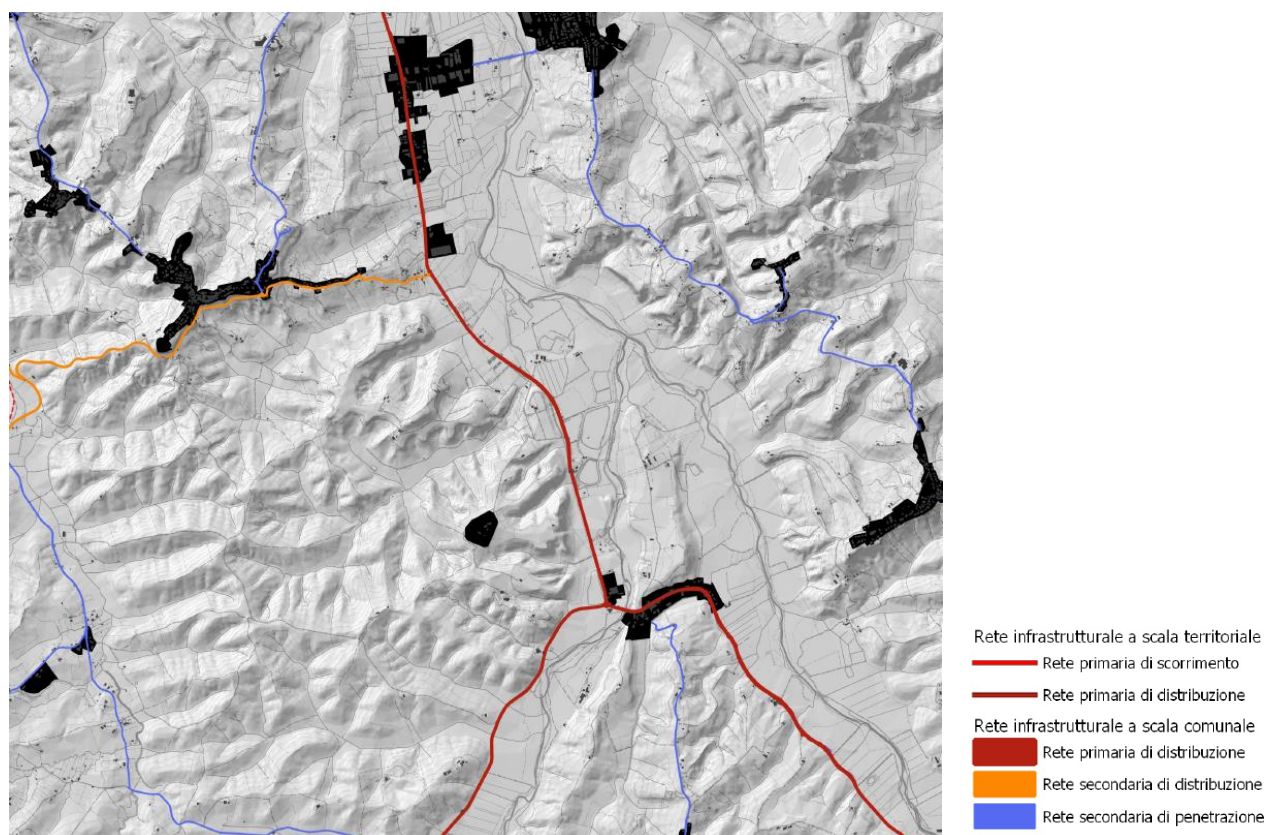 Rete infrastrutturale a scala territoriale
Rete primaria di scorrimento
Rete primaria di distribuzione
Rete infrastrutturale a scala comunale
Rete primaria di distribuzione
Rete secondaria di distribuzione
Rete secondaria di penetrazione